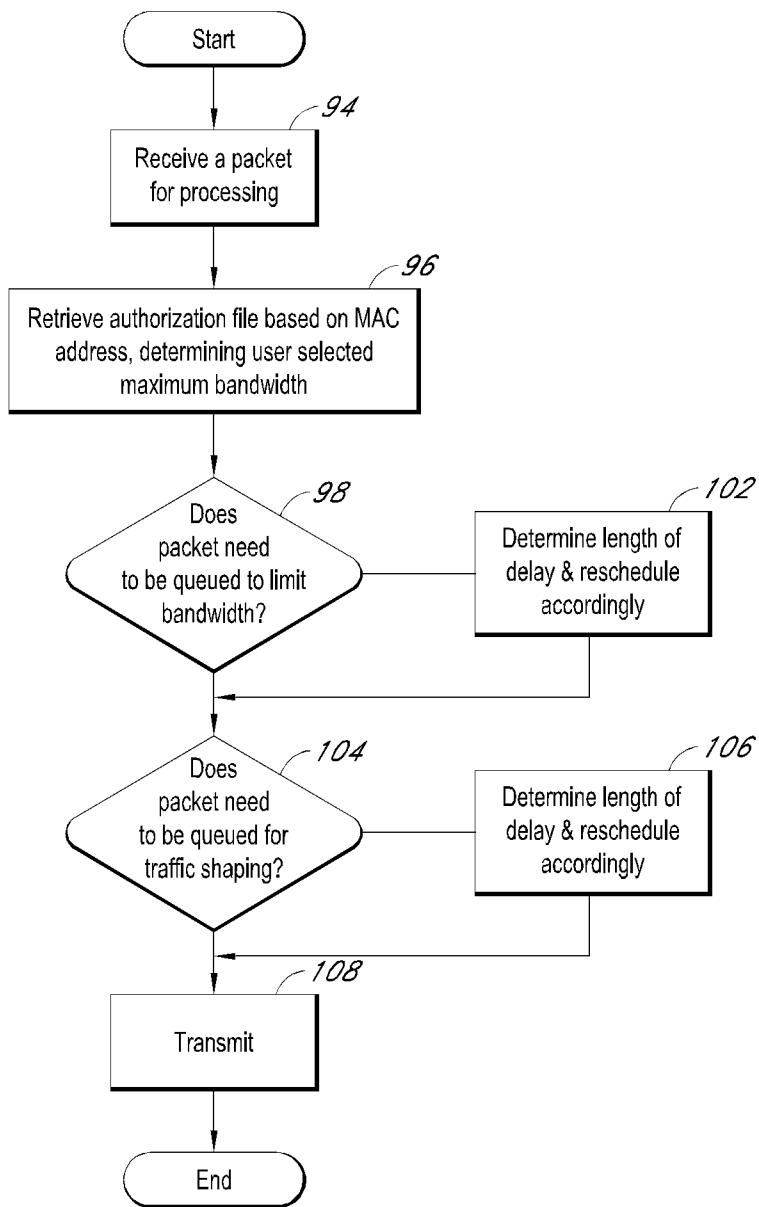 Start
94
Receive a packet
for processing
96
Retrieve authorization file based on MAC
address, determining user selected
maximum bandwidth
98
Does
packet need
to be queued to limit
bandwidth?
102
Determine length of
delay & reschedule
accordingly
104
Does
packet need
to be queued for
traffic shaping?
106
Determine length of
delay & reschedule
accordingly
108
Transmit
End